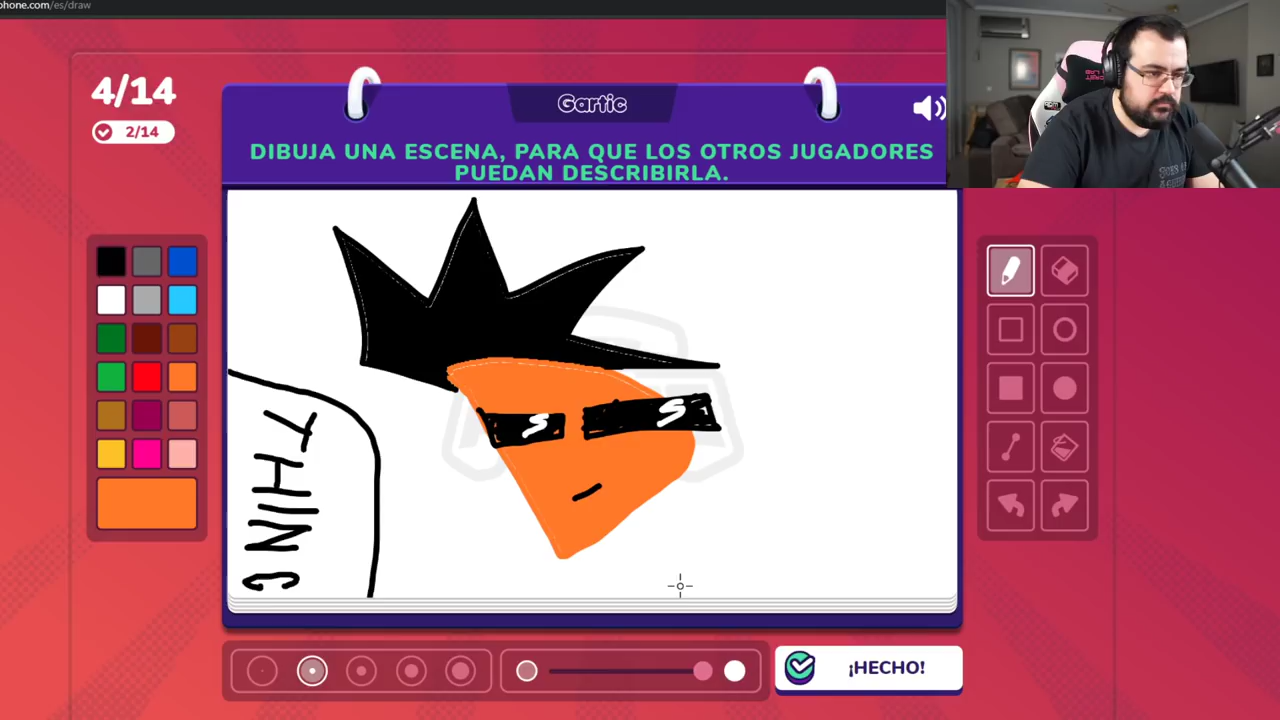 phone.com/es/draw
4/14
2/14
Gartic
DIBUJA UNA ESCENA, PARA QUE LOS OTROS JUGADORES
PUEDAN DESCRIBIRLA.
S S
THING
¡HECHO!